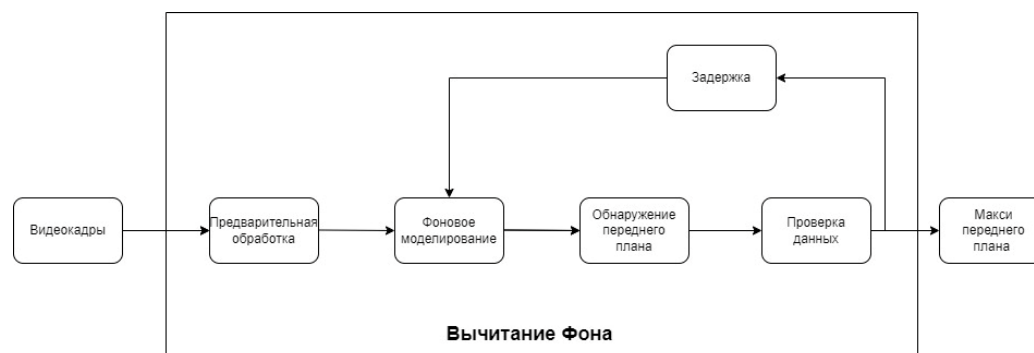 Задержка
Видеокадры
Предварительная
обработка
Фоновое
моделирование
Обнаружение
переднего
плана
Проверка
данных
Макси
переднего
плана
Вычитание Фона